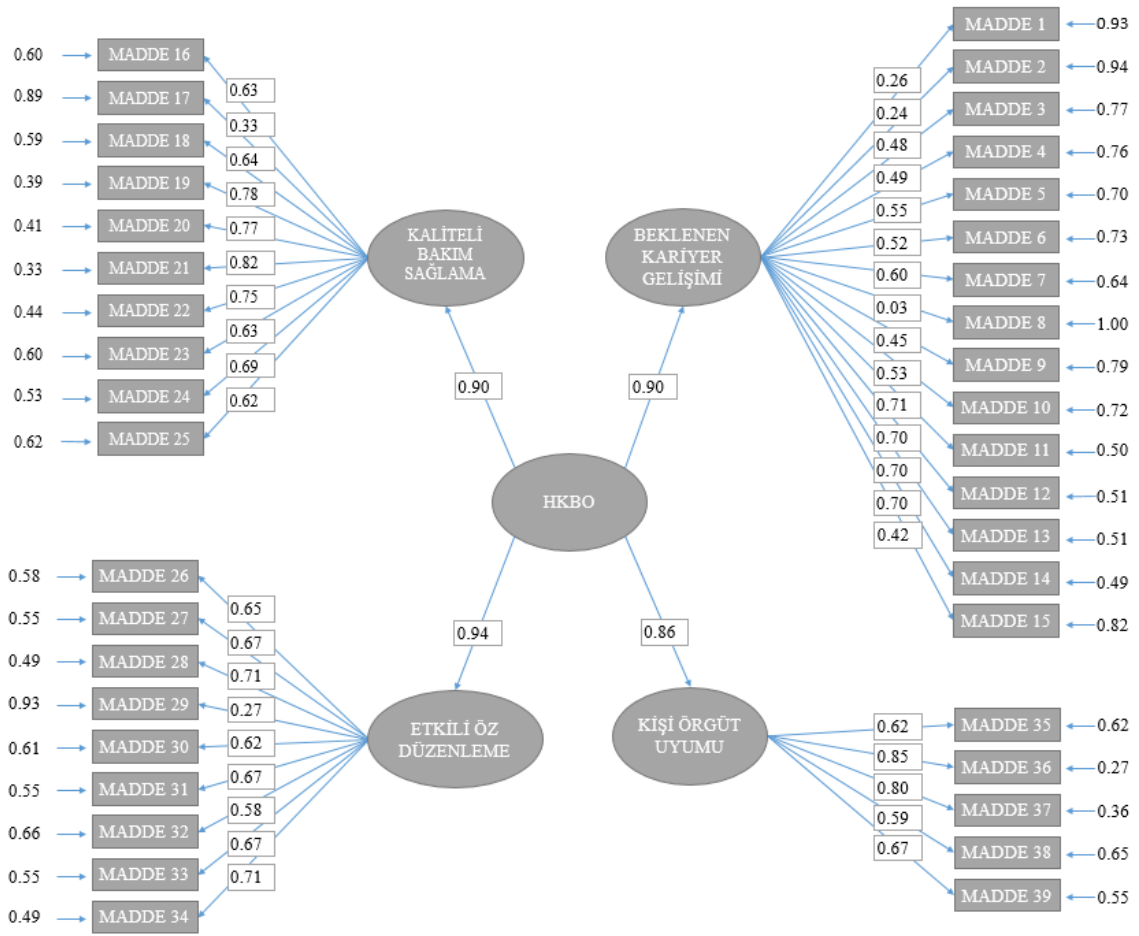 0.60 MADDE 16
0.89 MADDE 17
0.59 MADDE 18
0.39 MADDE 19
0.41 MADDE 20
0.33 MADDE 21
0.44 MADDE 22
0.60 MADDE 23
0.53 MADDE 24
0.62 MADDE 25
0.63
0.33
0.64
0.78
0.77
0.82
0.75
0.63
0.69
0.62
KALİTELİ
BAKIM
SAĞLAMA
BEKLENEN
KARİYER
GELİŞİMİ
0.26
0.24
0.48
0.49
0.55
0.52
0.60
0.03
0.45
0.53
0.71
0.70
0.70
0.70
0.42
MADDE 1 0.93
MADDE 2 0.94
MADDE 3 0.77
MADDE 4 0.76
MADDE 5 0.70
MADDE 6 0.73
MADDE 7 0.64
MADDE 8 1.00
MADDE 9 0.79
MADDE 10 0.72
MADDE 11 0.50
MADDE 12 0.51
MADDE 13 0.51
MADDE 14 0.49
MADDE 15 0.82
0.90
0.90
HKBO
0.94
0.86
0.58 MADDE 26
0.55 MADDE 27
0.49 MADDE 28
0.93 MADDE 29
0.61 MADDE 30
0.55 MADDE 31
0.66 MADDE 32
0.55 MADDE 33
0.49 MADDE 34
0.65
0.67
0.71
0.27
0.62
0.67
0.58
0.67
0.71
ETKİLİ ÖZ
DÜZENLEME
KİŞİ ÖRGÜT
UYUMU
0.62
0.85
0.80
0.59
0.67
MADDE 35 0.62
MADDE 36 0.27
MADDE 37 0.36
MADDE 38 0.65
MADDE 39 0.55